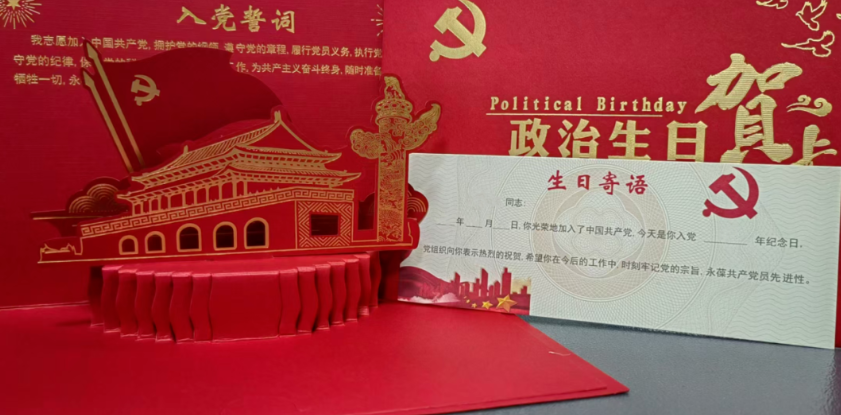 入党誓词
我志愿加入中国共产党, 拥护党的纲领, 遵守党的章程, 履行党员义务, 执行党
守党的纪律, 保
作, 为共产主义奋斗终身, 随时准备
牺牲一切, 永
Political Birthday
政治生日贺卡
生日寄语
同志:
年 月 日, 你光荣地加入了中国共产党, 今天是你入党 年纪念日,
党组织向你表示热烈的祝贺, 希望你在今后的工作中, 时刻牢记党的宗旨, 永葆共产党员先进性。